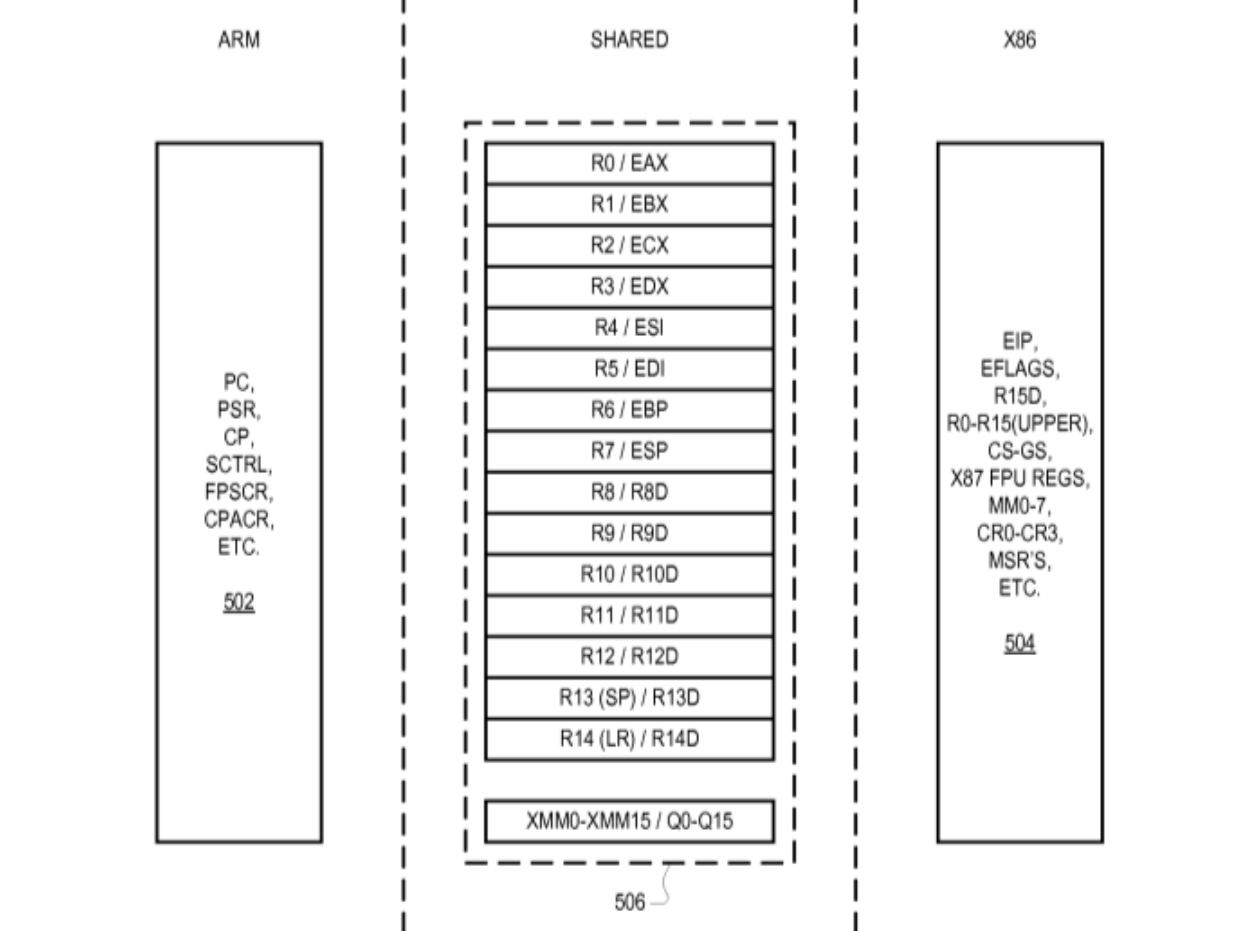 ARM
SHARED
X86
PC,
PSR,
CP,
SCTRL,
FPSCR,
CPACR,
ETC.
502
R0 / EAX
R1 / EBX
R2 / ECX
R3 / EDX
R4 / ESI
R5 / EDI
R6 / EBP
R7 / ESP
R8 / R8D
R9 / R9D
R10 / R10D
R11 / R11D
R12 / R12D
R13 (SP) / R13D
R14 (LR) / R14D
XMM0-XMM15 / Q0-Q15
506
EIP,
EFLAGS,
R15D,
R0-R15(UPPER),
CS-GS,
X87 FPU REGS,
MM0-7,
CR0-CR3,
MSR'S,
ETC.
504